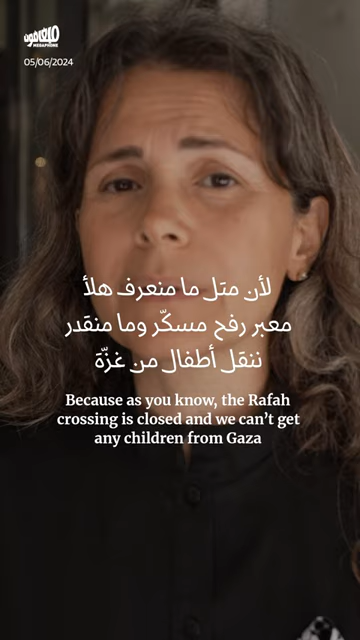 ميغافون
MEGAPHONE
05/06/2024
لأن متل ما منعرف هلأ
معبر رفح مسكّر وما منقدر
ننقل أطفال من غزّة
Because as you know, the Rafah
crossing is closed and we can’t get
any children from Gaza